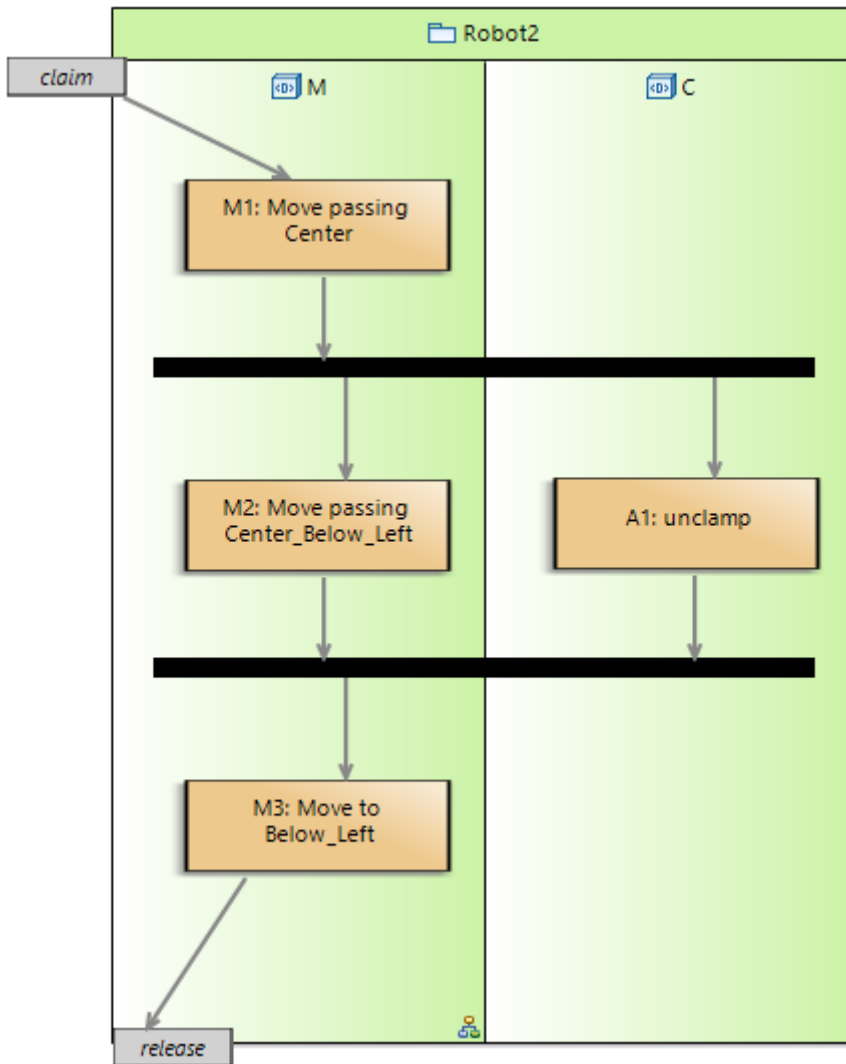 Robot2
claim
M
C
M1: Move passing
Center
M2: Move passing
Center_Below_Left
A1: unclamp
M3: Move to
Below_Left
release